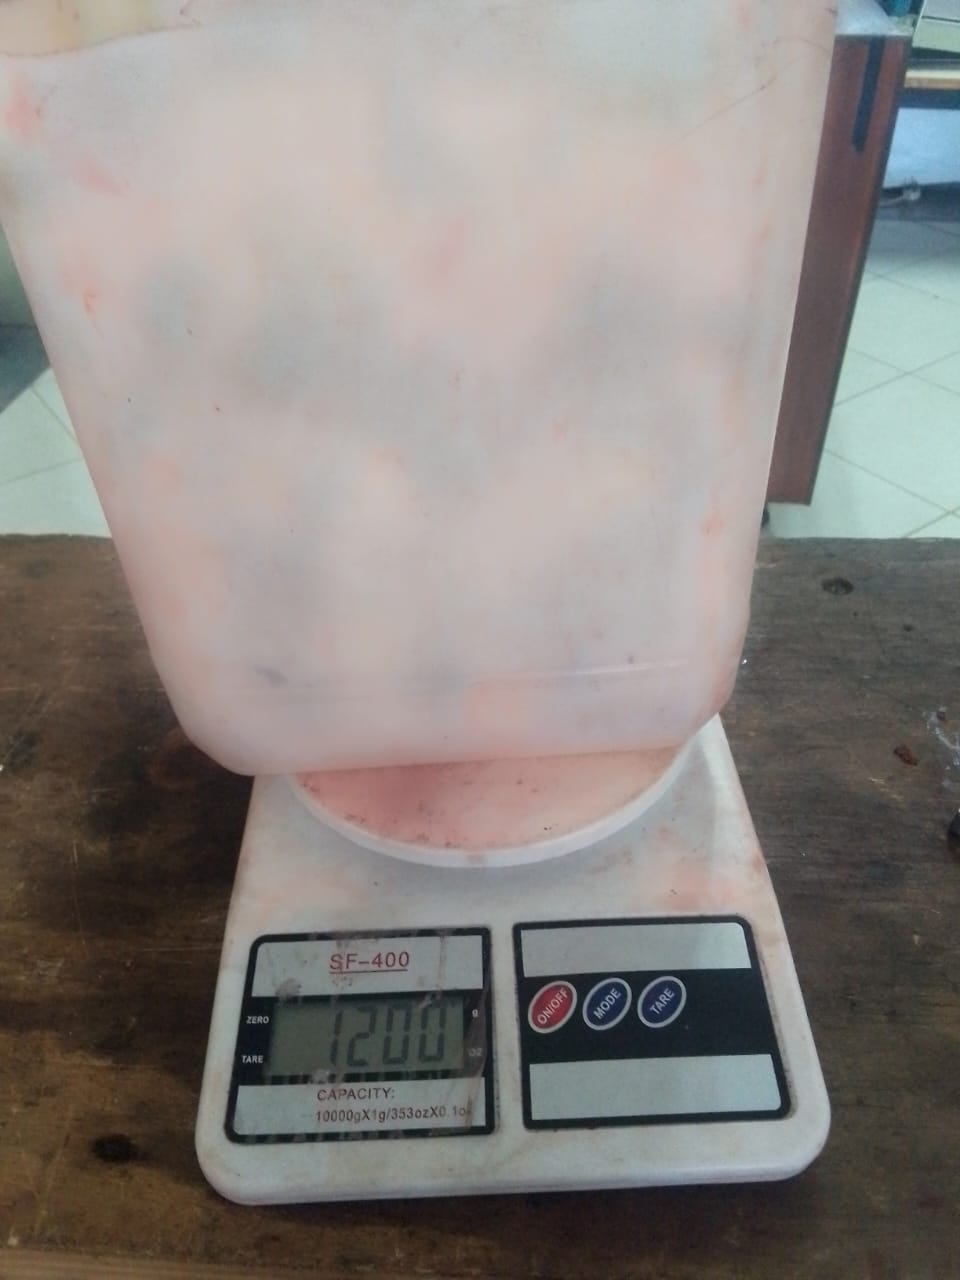 SF-400
ZERO
1200
g
TARE
OZ
CAPACITY:
10000gX1g/353ozX0.1o
ON/OFF
MODE
TARE